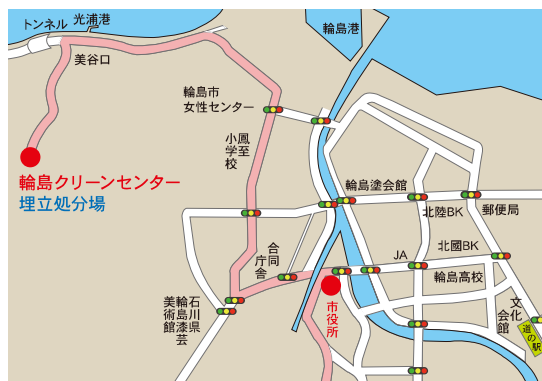 トンネル
光浦港
美谷口
輪島港
輪島市
女性センター
鳳至
小学校
輪島クリーンセンター
埋立処分場
輪島塗会館
北陸BK
郵便局
合同
庁舎
JA
北國BK
輪島高校
石川県
輪島漆芸
美術館
市役所
文化
会館
道の駅